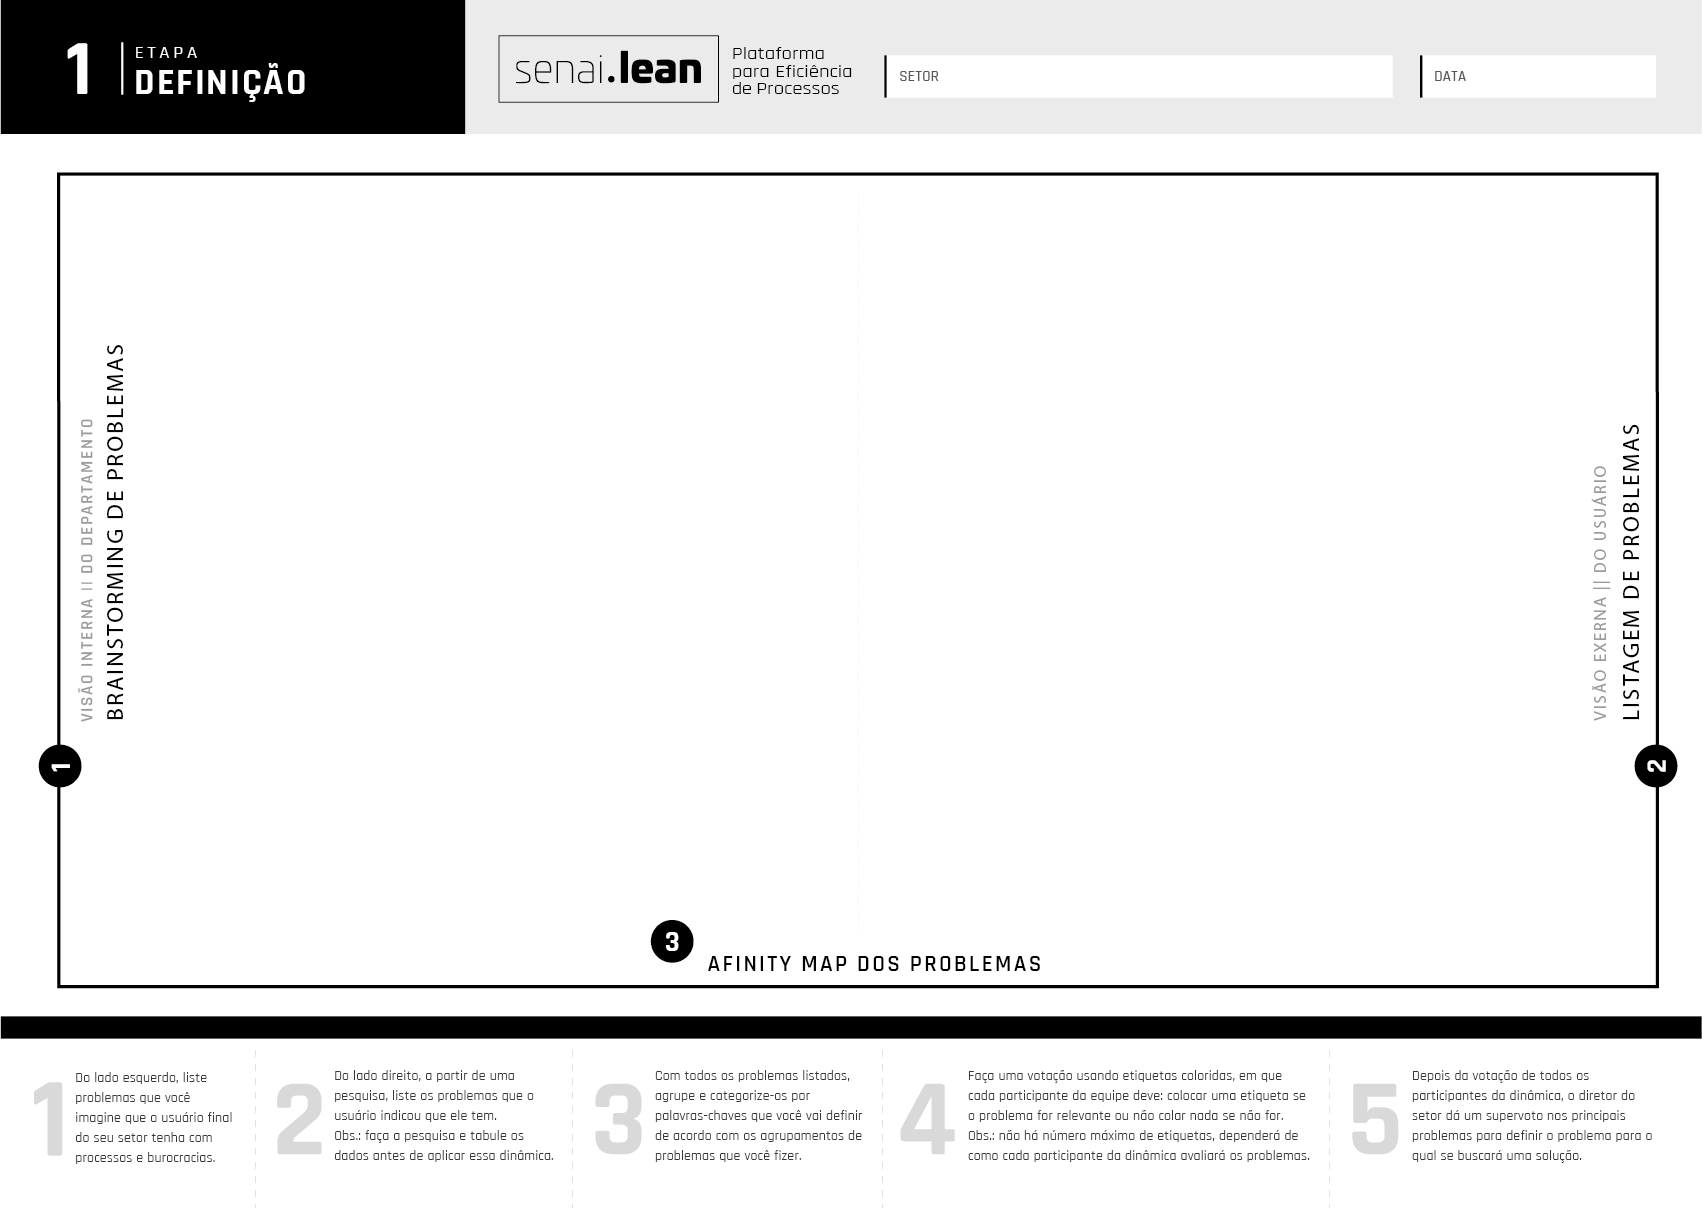 1
ETAPA
DEFINIÇÃO
senai.lean
Plataforma
para Eficiência
de Processos
SETOR
DATA
VISÃO INTERNA || DO DEPARTAMENTO
BRAINSTORMING DE PROBLEMAS
1
VISÃO EXERNA || DO USUÁRIO
LISTAGEM DE PROBLEMAS
2
3
AFINITY MAP DOS PROBLEMAS
1
Do lado esquerdo, liste
problemas que você
imagine que o usuário final
do seu setor tenha com
processos e burocracias.
2
Do lado direito, a partir de uma
pesquisa, liste os problemas que o
usuário indicou que ele tem.
Obs.: faça a pesquisa e tabule os
dados antes de aplicar essa dinâmica.
3
Com todos os problemas listados,
agrupe e categorize-os por
palavras-chaves que você vai definir
de acordo com os agrupamentos de
problemas que você fizer.
4
Faça uma votação usando etiquetas coloridas, em que
cada participante da equipe deve: colocar uma etiqueta se
o problema for relevante ou não colar nada se não for.
Obs.: não há número máximo de etiquetas, dependerá de
como cada participante da dinâmica avaliará os problemas.
5
Depois da votação de todos os
participantes da dinâmica, o diretor do
setor dá um supervoto nos principais
problemas para definir o problema para o
qual se buscará uma solução.